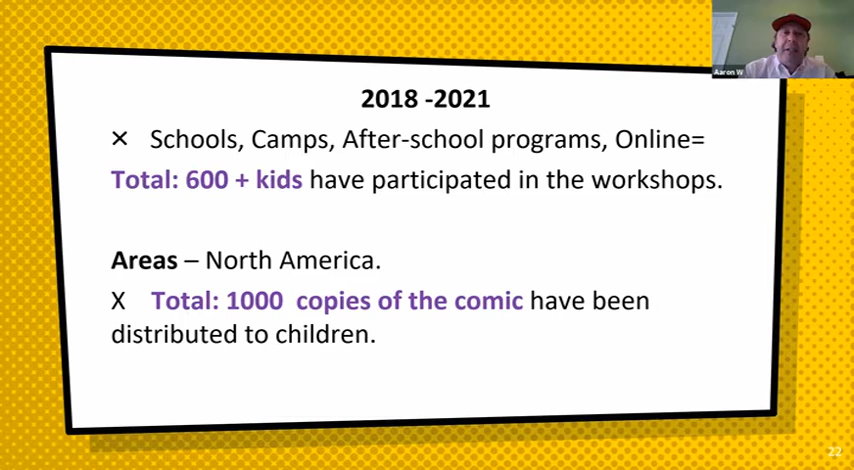 Aaron W
2018 -2021
× Schools, Camps, After-school programs, Online=
Total: 600 + kids have participated in the workshops.
Areas – North America.
X Total: 1000 copies of the comic have been
distributed to children.
22